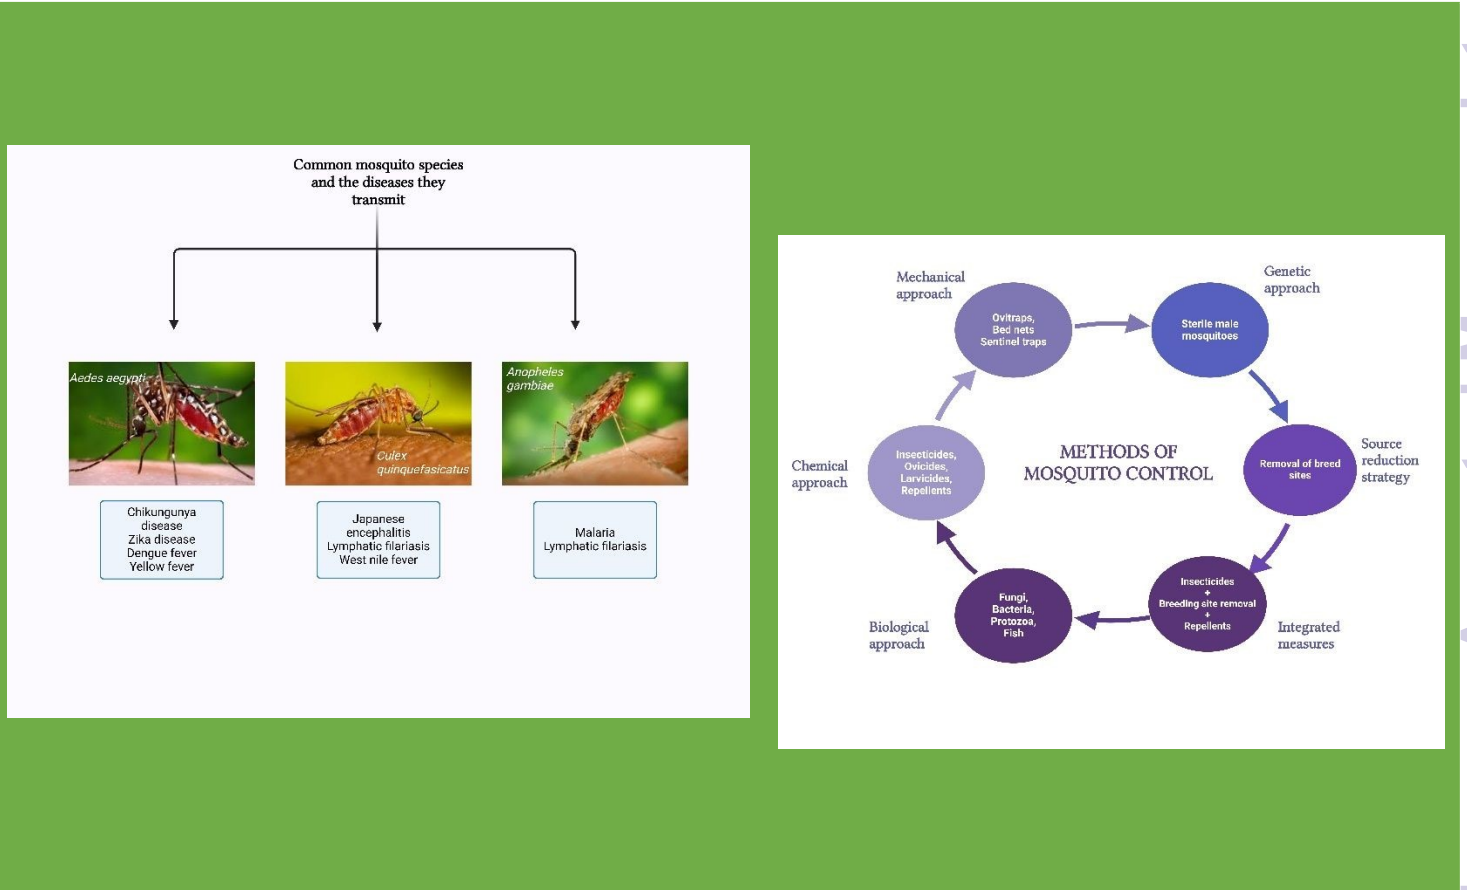 Common mosquito species
and the diseases they
transmit
Aedes aegypti
Culex
quinquefasicatus
Anopheles
gambiae
Chikungunya
disease
Zika disease
Dengue fever
Yellow fever
Japanese
encephalitis
Lymphatic filariasis
West nile fever
Malaria
Lymphatic filariasis
METHODS OF
MOSQUITO CONTROL
Mechanical
approach
Ovitraps,
Bed nets
Sentinel traps
Genetic
approach
Sterile male
mosquitoes
Source
reduction
strategy
Removal of breed
sites
Integrated
measures
Insecticides
+
Breeding site removal
+
Repellents
Biological
approach
Fungi,
Bacteria,
Protozoa,
Fish
Chemical
approach
Insecticides,
Ovicides,
Larvicides,
Repellents